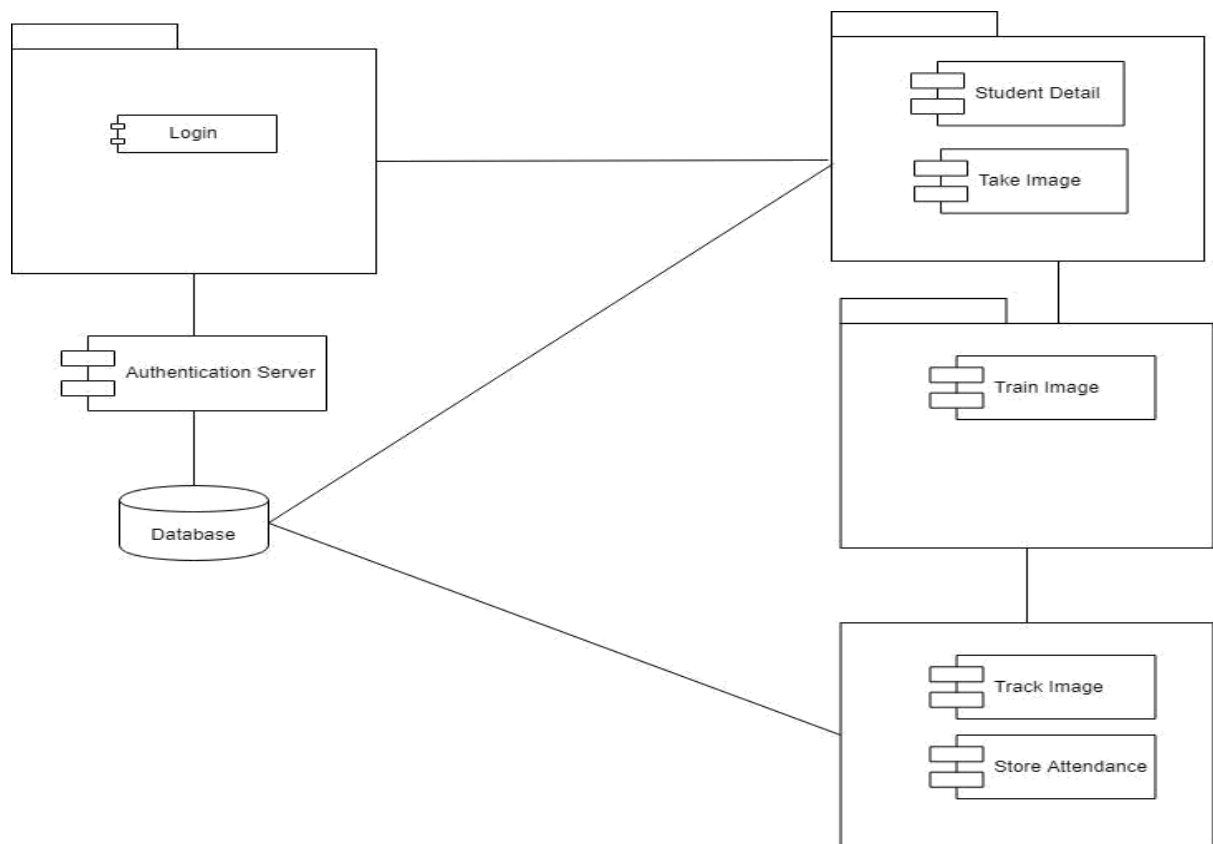 Login
Authentication Server
Database
Student Detail
Take Image
Train Image
Track Image
Store Attendance